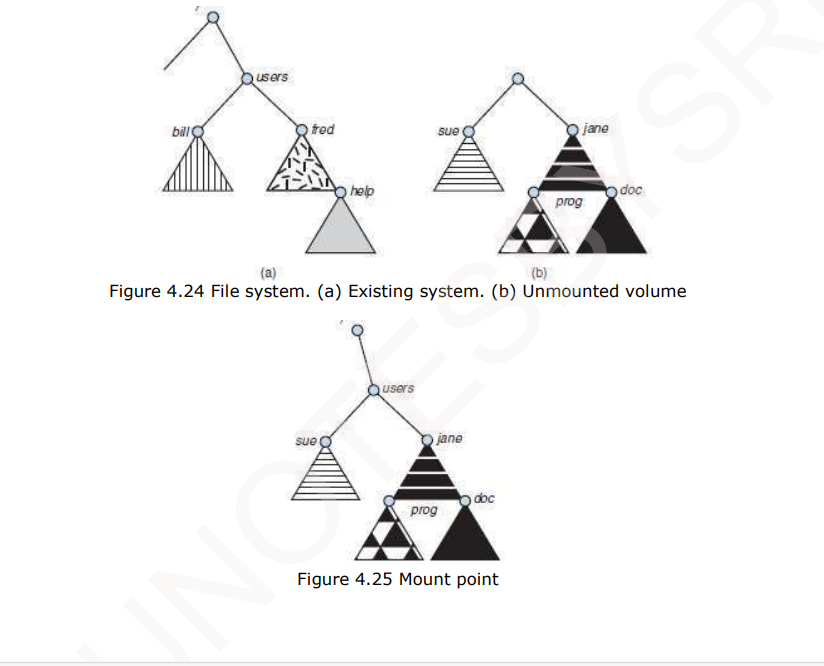 users
bill
fred
help
sue
jane
prog
doc
(a)
(b)
Figure 4.24 File system. (a) Existing system. (b) Unmounted volume
users
sue
jane
prog
doc
Figure 4.25 Mount point